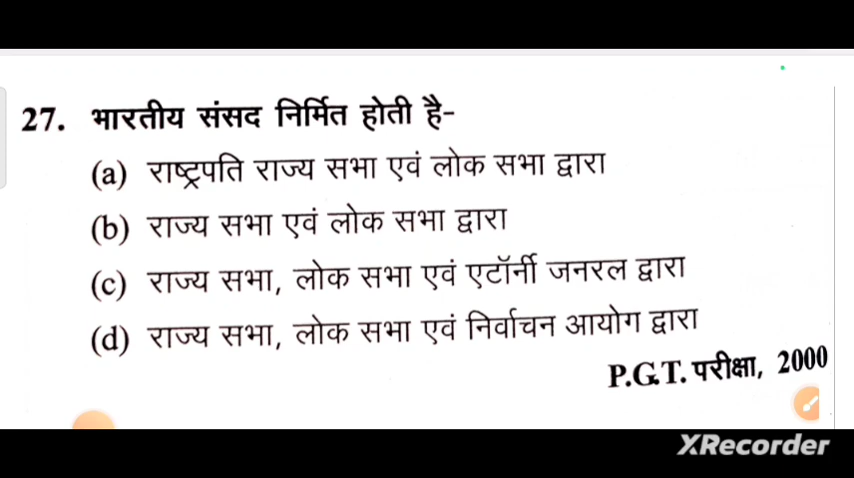 27. भारतीय संसद निर्मित होती है-
(a) राष्ट्रपति राज्य सभा एवं लोक सभा द्वारा
(b) राज्य सभा एवं लोक सभा द्वारा
(c) राज्य सभा, लोक सभा एवं एटॉर्नी जनरल द्वारा
(d) राज्य सभा, लोक सभा एवं निर्वाचन आयोग द्वारा
P.G.T. परीक्षा, 2000
XRecorder